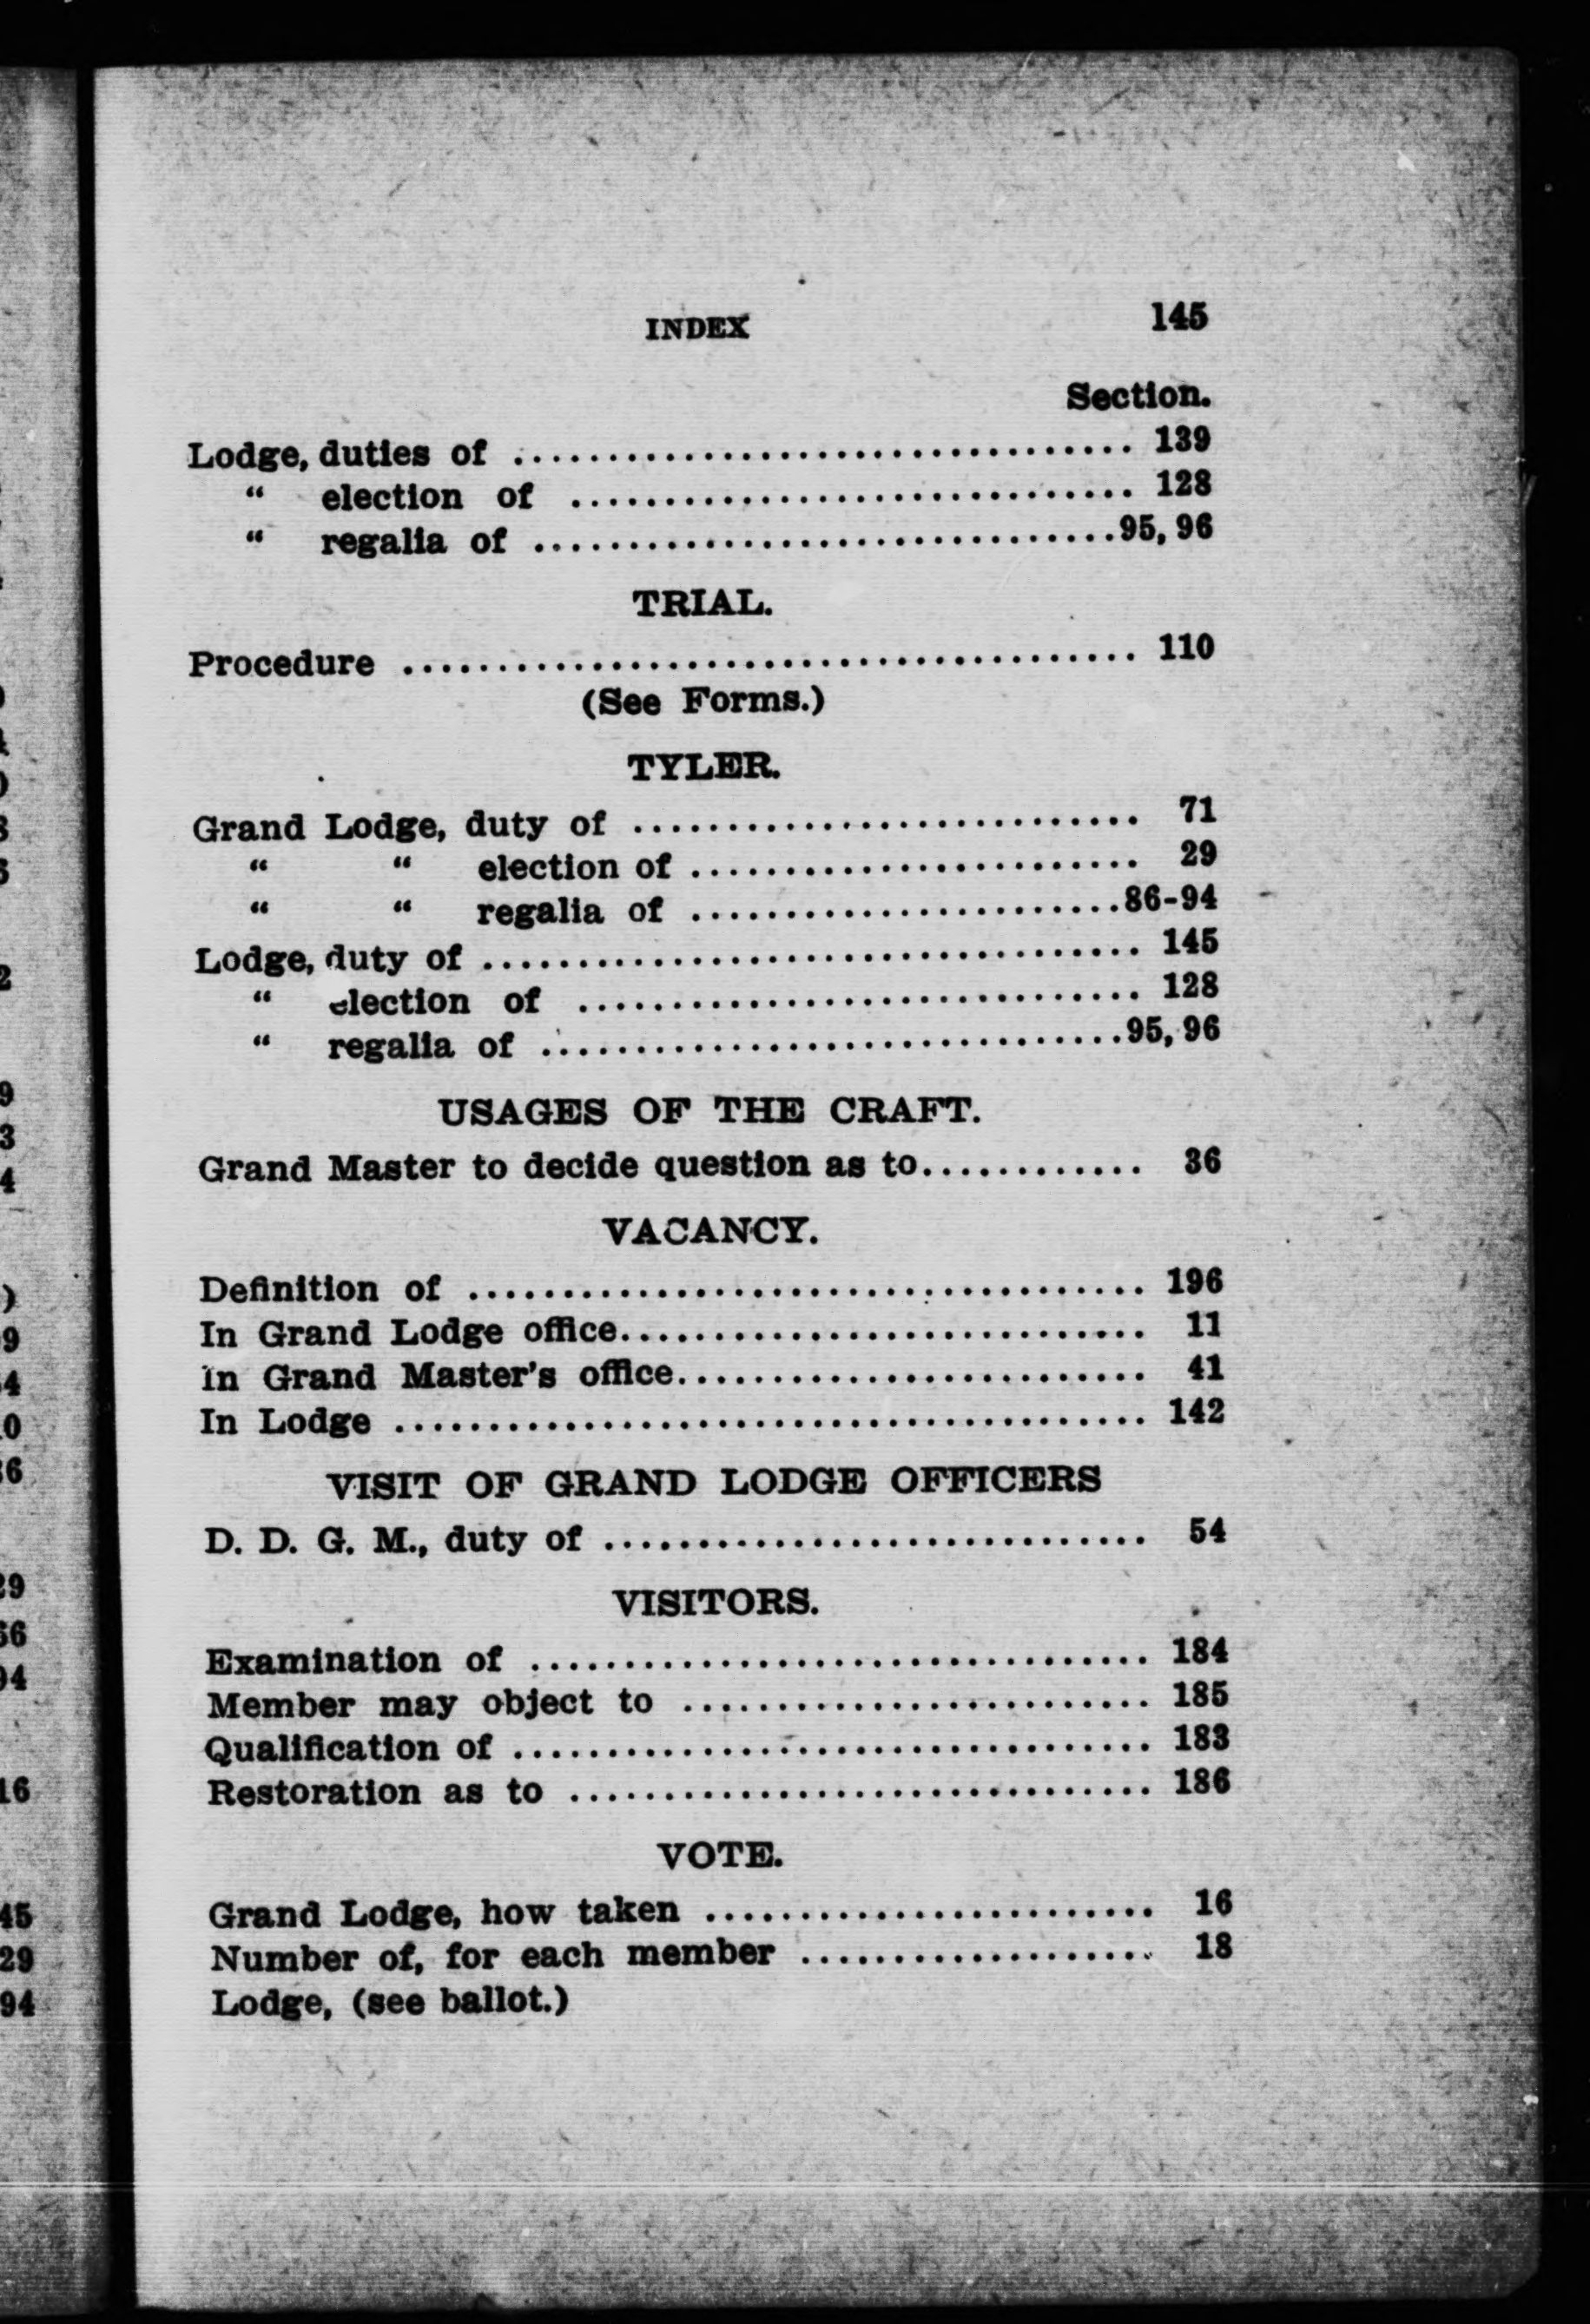 INDEX 145
Section.
Lodge, duties of ................................. 139
“ election of .............................. 128
“ regalia of ...............................95, 96
TRIAL.
Procedure ....................................... 110
(See Forms.)
TYLER.
Grand Lodge, duty of ........................... 71
“ “ election of ........................ 29
“ “ regalia of .......................86-94
Lodge, duty of ................................... 145
“ election of .............................. 128
“ regalia of ...............................95, 96
USAGES OF THE CRAFT.
Grand Master to decide question as to............ 36
VACANCY.
Definition of .................................... 196
In Grand Lodge office............................ 11
In Grand Master's office......................... 41
In Lodge ........................................ 142
VISIT OF GRAND LODGE OFFICERS
D. D. G. M., duty of ............................. 54
VISITORS.
Examination of ................................. 184
Member may object to ......................... 185
Qualification of .................................. 183
Restoration as to ............................... 186
VOTE.
Grand Lodge, how taken ........................ 16
Number of, for each member ................... 18
Lodge, (see ballot.)